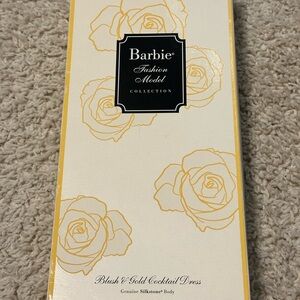 Barbie®
Fashion
Model
COLLECTION
Blush & Gold Cocktail Dress
Genuine Silkstone® Body